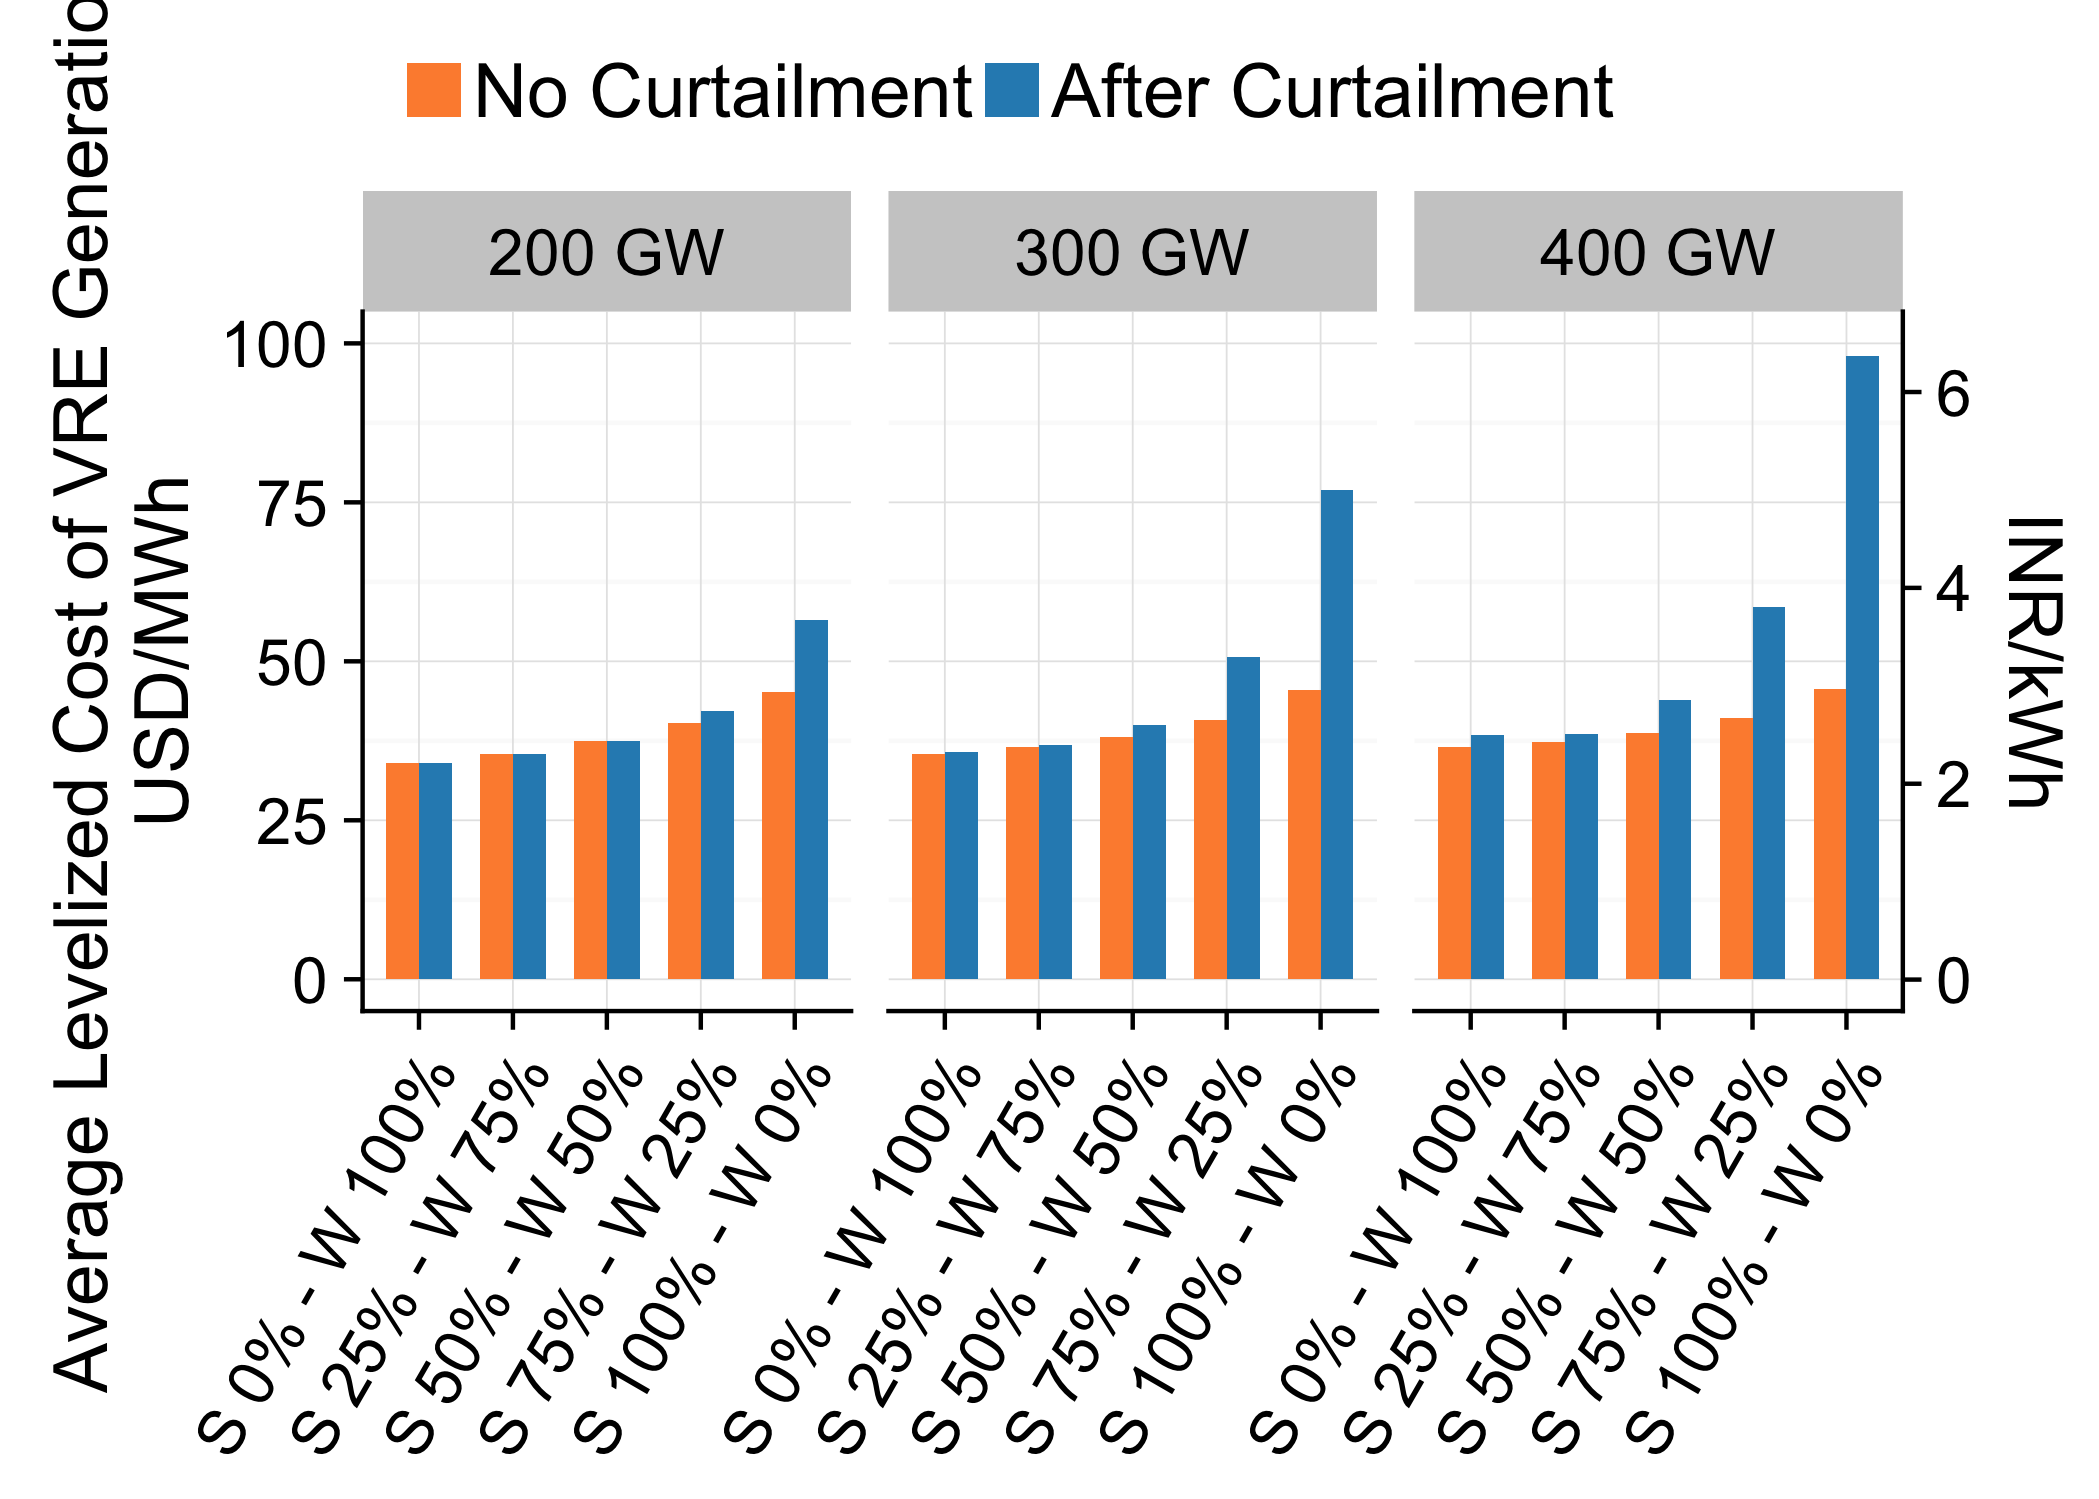 No Curtailment After Curtailment
200 GW 300 GW 400 GW
Average Levelized Cost of VRE Generatio
USD/MWh
100
75
50
25
0
6
4
2
0
INR/kWh
S 0% - W 100%
S 25% - W 75%
S 50% - W 50%
S 75% - W 25%
S 100% - W 0%
S 0% - W 100%
S 25% - W 75%
S 50% - W 50%
S 75% - W 25%
S 100% - W 0%
S 0% - W 100%
S 25% - W 75%
S 50% - W 50%
S 75% - W 25%
S 100% - W 0%